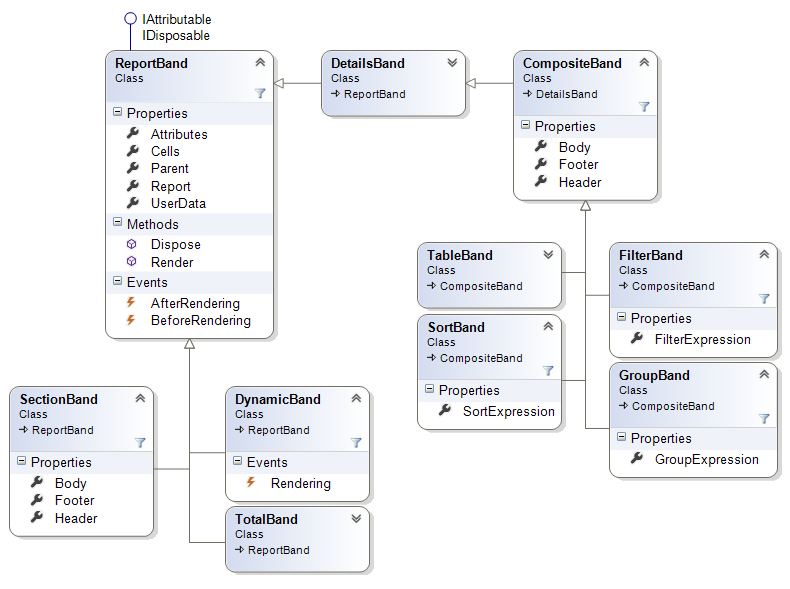 IAttributable
IDisposable
ReportBand
Class
Properties
Attributes
Cells
Parent
Report
UserData
Methods
Dispose
Render
Events
AfterRendering
BeforeRendering
DetailsBand
Class
ReportBand
CompositeBand
Class
DetailsBand
Properties
Body
Footer
Header
TableBand
Class
CompositeBand
FilterBand
Class
CompositeBand
Properties
FilterExpression
SortBand
Class
CompositeBand
Properties
SortExpression
GroupBand
Class
CompositeBand
Properties
GroupExpression
SectionBand
Class
ReportBand
Properties
Body
Footer
Header
DynamicBand
Class
ReportBand
Events
Rendering
TotalBand
Class
ReportBand